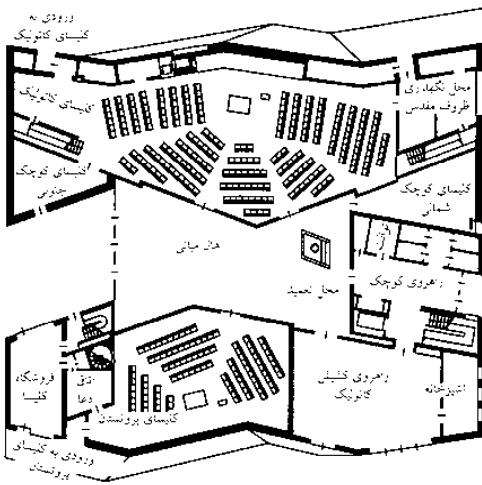 ورودی به
کلیسای کاتولیک
کلیسای کاتولیک
محل نگهداری
ظروف مقدس
کلیسای کوچک
جنوبی
کلیسای کوچک
شمالی
هال میانی
محل تعمید
راهروی کوچک
فروشگاه
کلیسا
اتاق
دعا
کلیسای پروتستان
راهروی کلیسای
کاتولیک
آشپزخانه
ورودی به کلیسای
پروتستان